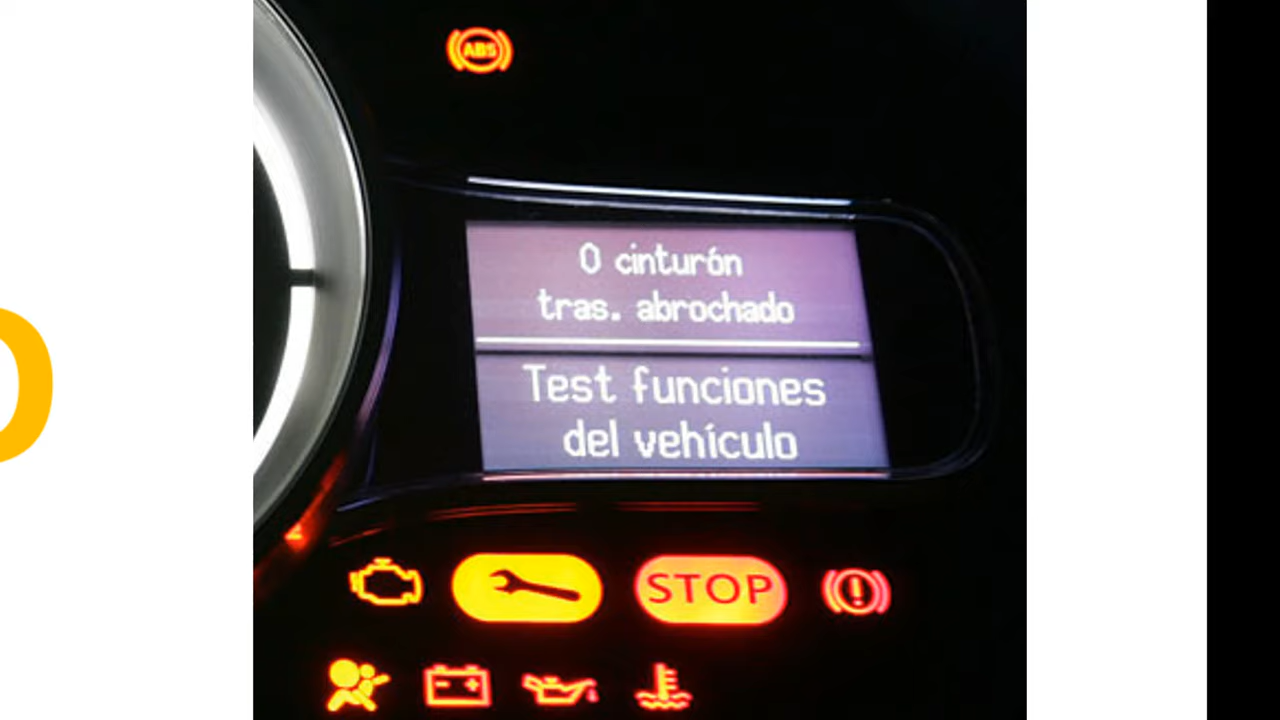 ABS
0 cinturón
tras. abrochado
Test funciones
del vehículo
STOP